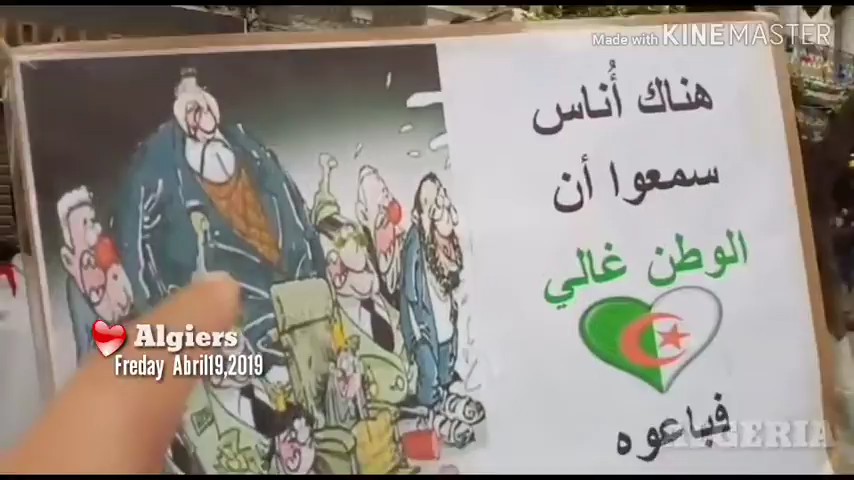 Made with KINEMASTER
هناك أُناس
سمعوا أن
الوطن غالي
فباعوه
Algiers
Freday Abril19,2019
ALGERIA